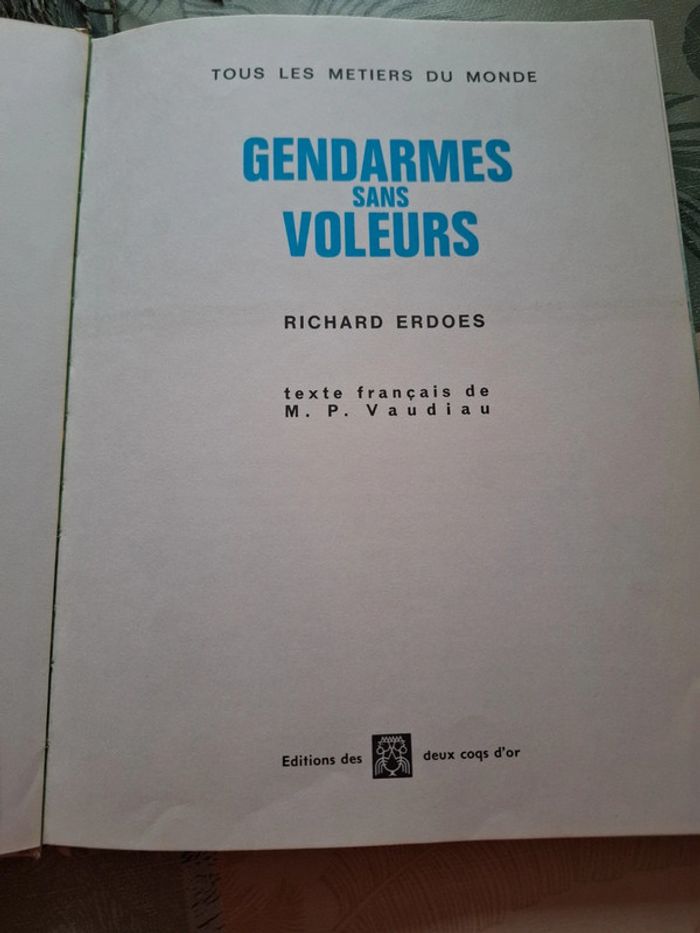 TOUS LES METIERS DU MONDE
GENDARMES
SANS
VOLEURS
RICHARD ERDOES
texte français de
M. P. Vaudiau
Editions des deux coqs d'or